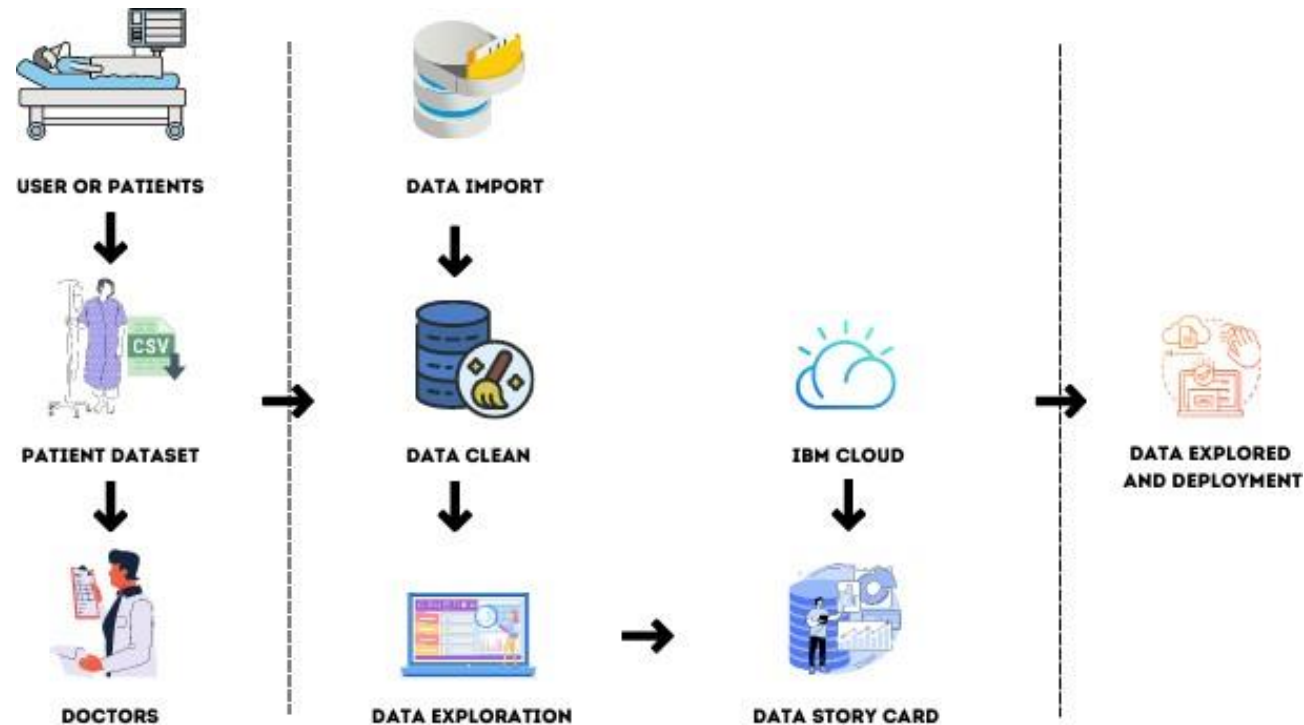 USER OR PATIENTS
DATA IMPORT
CSV
PATIENT DATASET
DATA CLEAN
IBM CLOUD
DATA EXPLORED
AND DEPLOYMENT
DOCTORS
DATA EXPLORATION
DATA STORY CARD